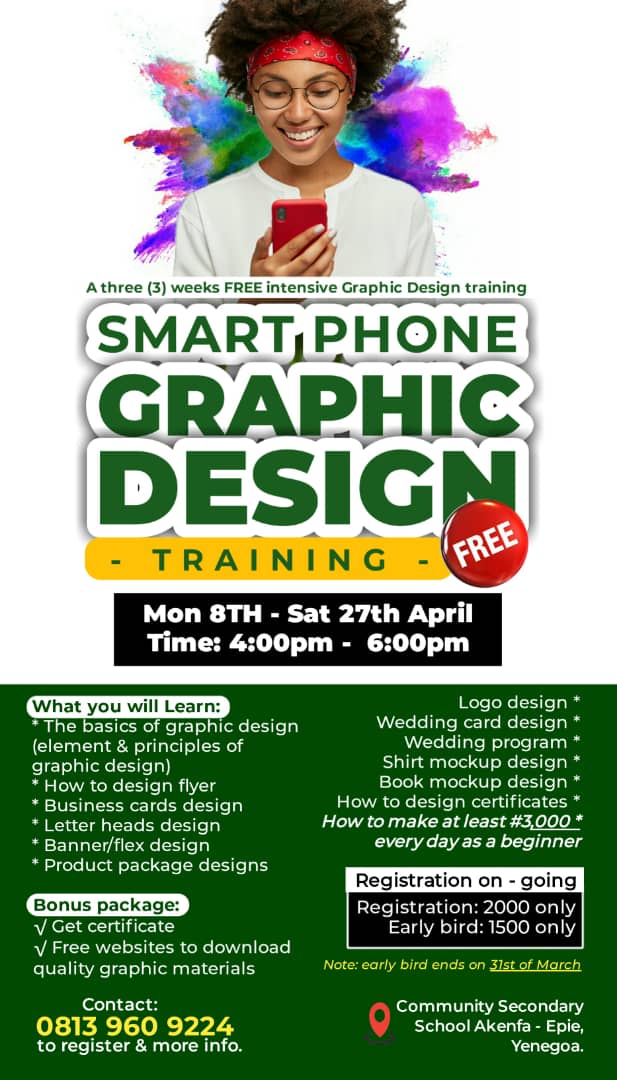 A three (3) weeks FREE intensive Graphic Design training
SMART PHONE
GRAPHIC
DESIGN
- TRAINING -
FREE
Mon 8TH - Sat 27th April
Time: 4:00pm - 6:00pm
What you will Learn:
* The basics of graphic design
(element & principles of
graphic design)
* How to design flyer
* Business cards design
* Letter heads design
* Banner/flex design
* Product package designs
Logo design *
Wedding card design *
Wedding program *
Shirt mockup design *
Book mockup design *
How to design certificates *
How to make at least #3,000 *
every day as a beginner
Bonus package:
√ Get certificate
√ Free websites to download
quality graphic materials
Registration on - going
Registration: 2000 only
Early bird: 1500 only
Note: early bird ends on 31st of March
Contact:
0813 960 9224
to register & more info.
Community Secondary
School Akenfa - Epie,
Yenegoa.